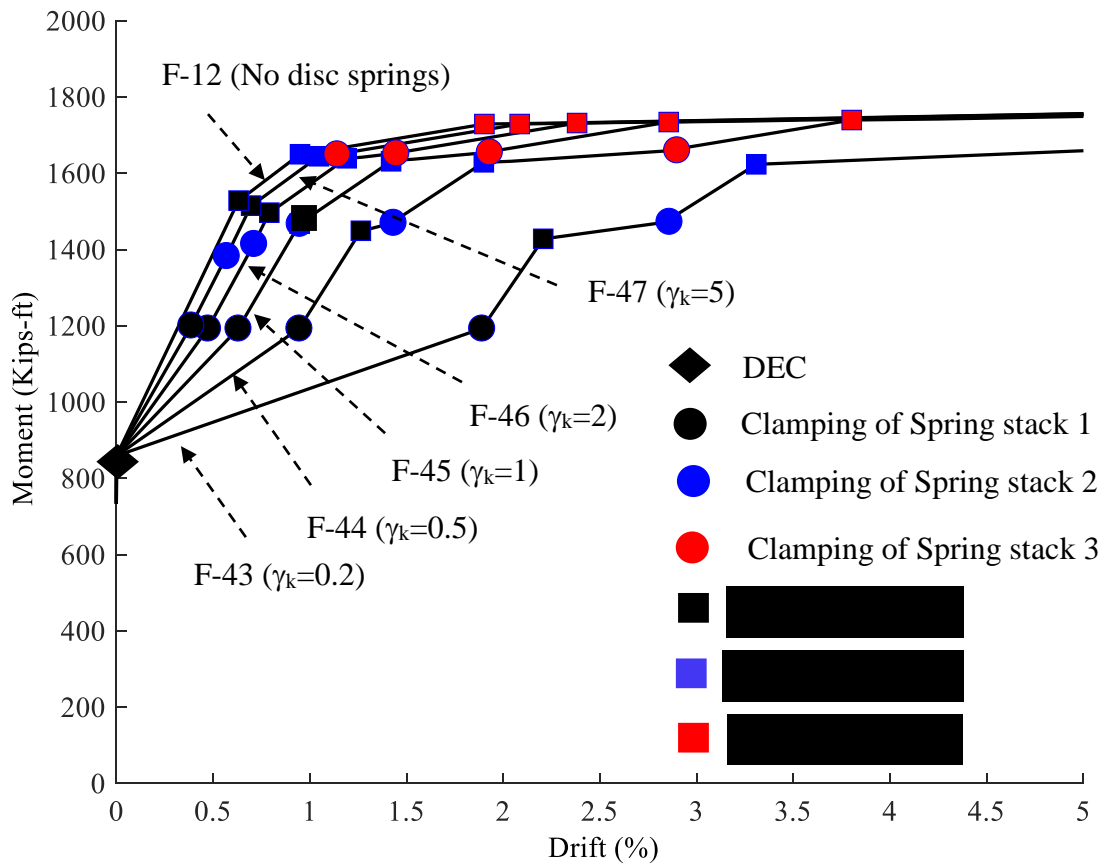 2000
1800
1600
1400
1200
1000
800
600
400
200
0
Moment (Kips-ft)
F-12 (No disc springs)
F-47 (γk=5)
F-46 (γk=2)
F-45 (γk=1)
F-44 (γk=0.5)
F-43 (γk=0.2)
DEC
Clamping of Spring stack 1
Clamping of Spring stack 2
Clamping of Spring stack 3
0 0.5 1 1.5 2 2.5 3 3.5 4 4.5 5
Drift (%)